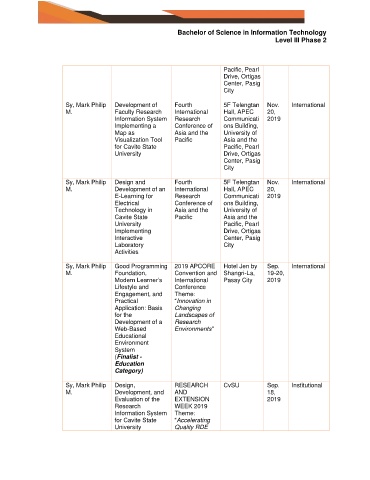 Bachelor of Science in Information Technology
Level III Phase 2
Pacific, Pearl
Drive, Ortigas
Center, Pasig
City
Sy, Mark Philip Development of Fourth 5F Telengtan Nov. International
M. Faculty Research International Hall, APEC 20,
Information System Research Communicati 2019
Implementing a Conference of ons Building,
Map as Asia and the University of
Visualization Tool Pacific Asia and the
for Cavite State Pacific, Pearl
University Drive, Ortigas
Center, Pasig
City
Sy, Mark Philip Design and Fourth 5F Telengtan Nov. International
M. Development of an International Hall, APEC 20,
E-Learning for Research Communicati 2019
Electrical Conference of ons Building,
Technology in Asia and the University of
Cavite State Pacific Asia and the
University Pacific, Pearl
Implementing Drive, Ortigas
Interactive Center, Pasig
Laboratory City
Activities
Sy, Mark Philip Good Programming 2019 APCORE Hotel Jen by Sep. International
M. Foundation, Convention and Shangri-La, 19-20,
Modern Learner's International Pasay City 2019
Lifestyle and Conference
Engagement, and Theme:
Practical "Innovation in
Application: Basis Changing
for the Landscapes of
Development of a Research
Web-Based Environments"
Educational
Environment
System
(Finalist -
Education
Category)
Sy, Mark Philip Design, RESEARCH CvSU Sep. Institutional
M. Development, and AND 18,
Evaluation of the EXTENSION 2019
Research WEEK 2019
Information System Theme:
for Cavite State "Accelerating
University Quality RDE